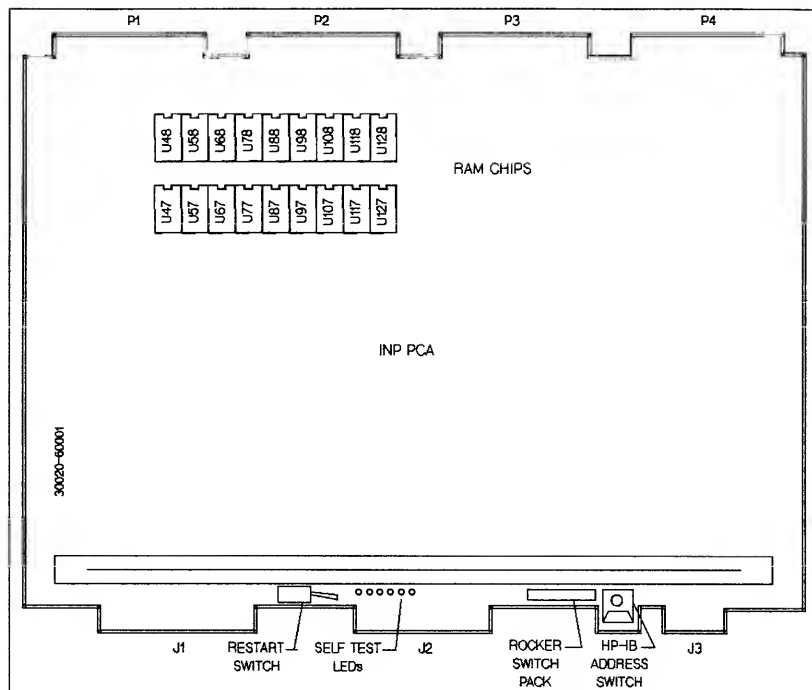 P1 P2 P3 P4
U48 U58 U68 U78 U88 U98 U108 U118 U128
RAM CHIPS
U47 U57 U67 U77 U87 U97 U107 U117 U127
INP PCA
30020-60001
J1
RESTART
SWITCH
SELF TEST
LEDs
J2
ROCKER
SWITCH
PACK
HP-IB
ADDRESS
SWITCH
J3